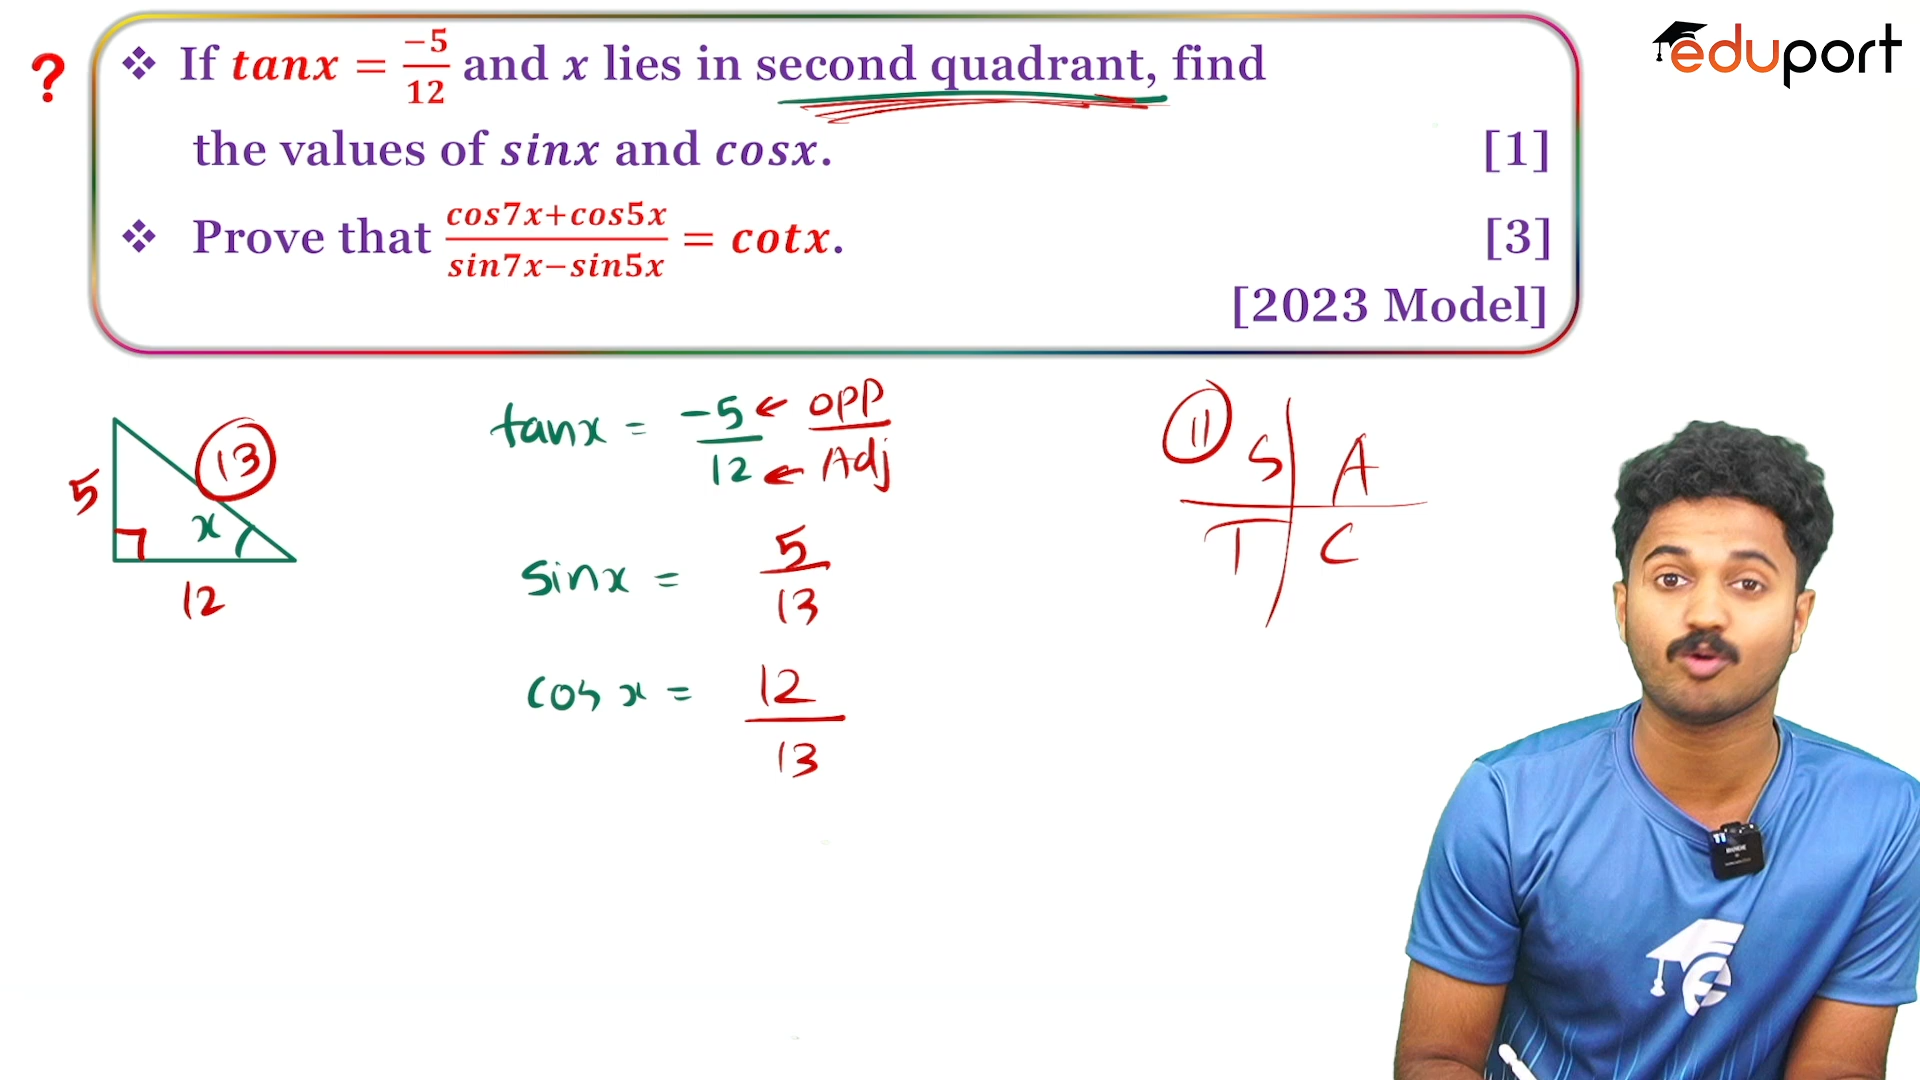 eduport
?
❖ If tanx = -5/12 and x lies in second quadrant, find
the values of sinx and cosx. [1]
❖ Prove that cos7x+cos5x/sin7x-sin5x = cotx. [3]
[2023 Model]
5
13
x
12
tanx = -5/12 ← opp/Adj
sinx = 5/13
cosx = 12/13
II
S A
T C